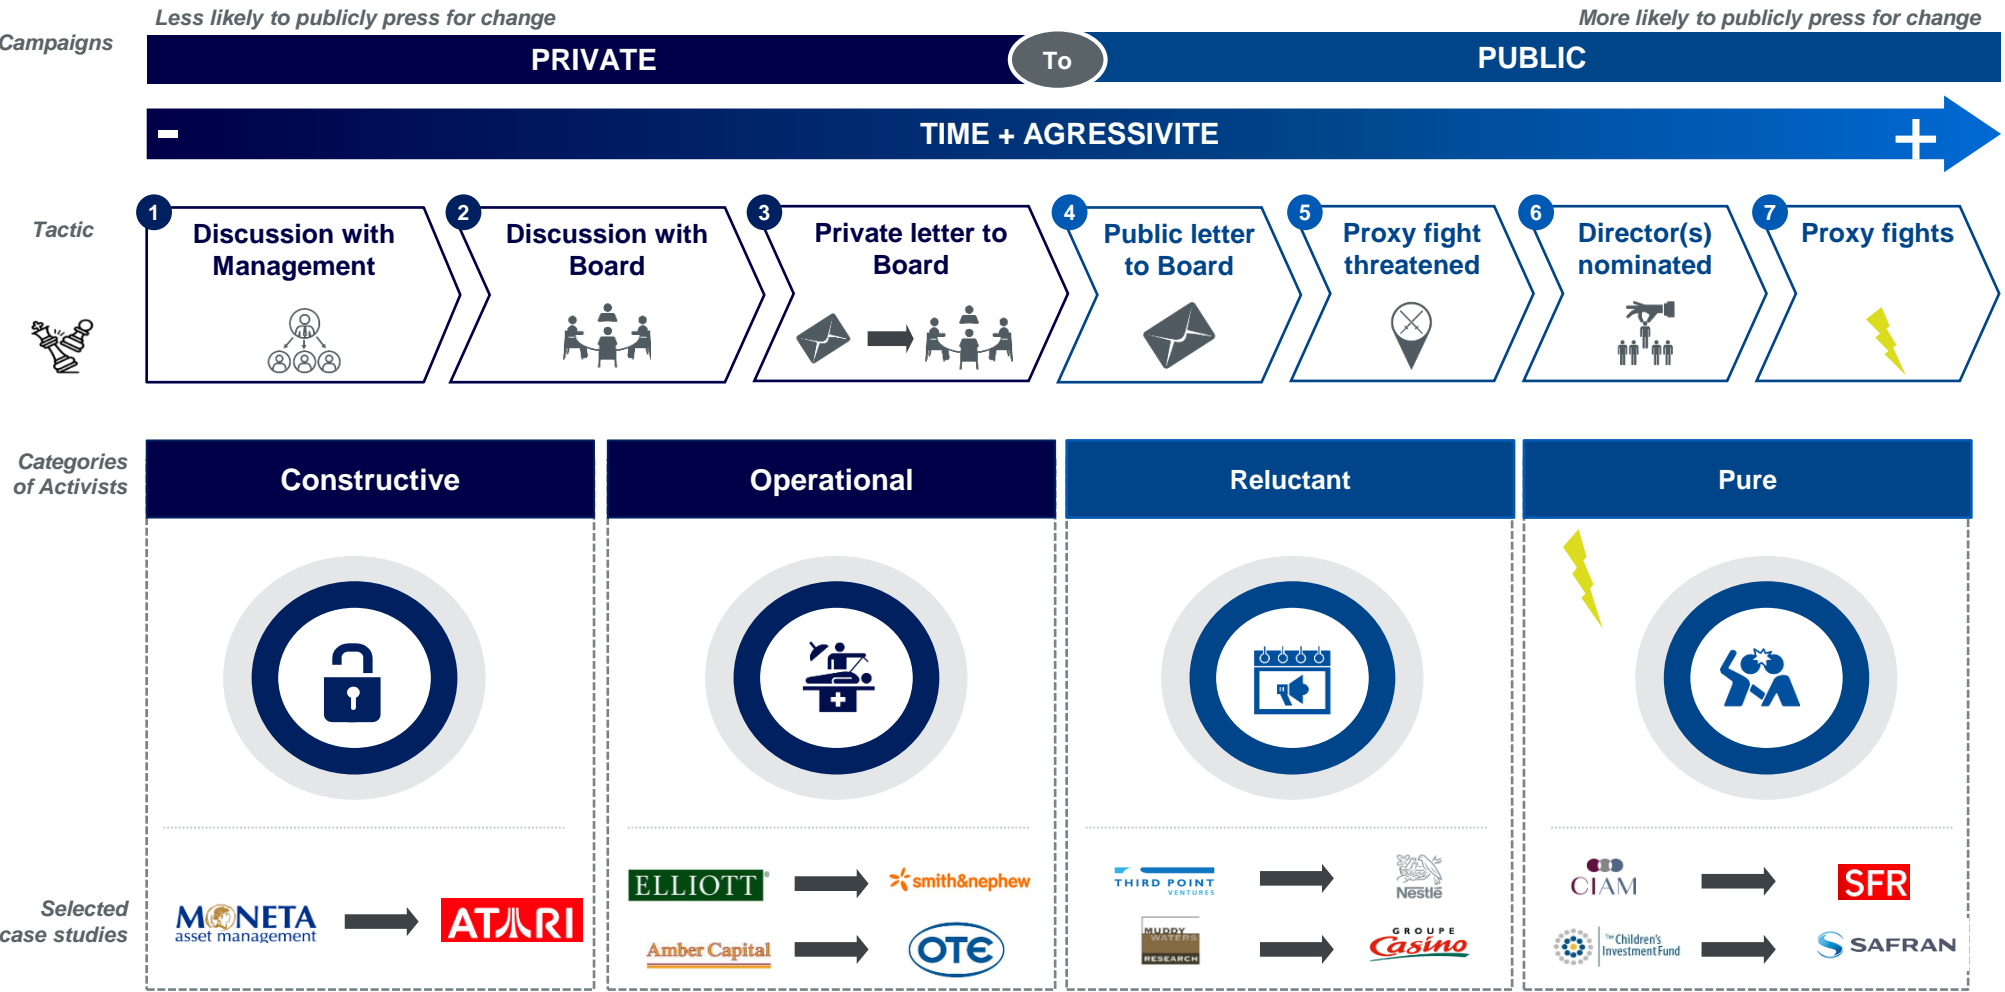 Less likely to publicly press for change
More likely to publicly press for change
Campaigns
PRIVATE
To
PUBLIC
-
TIME + AGRESSIVITE
+
Tactic
1
Discussion with
Management
2
Discussion with
Board
3
Private letter to
Board
4
Public letter
to Board
5
Proxy fight
threatened
6
Director(s)
nominated
7
Proxy fights
Categories
of Activists
Constructive
Operational
Reluctant
Pure
Selected
case studies
MONETA
asset management
ATARI
ELLIOTT®
smith&nephew
Amber Capital
OTE
THIRD POINT
VENTURES
Nestlé
MUDDY
WATERS
RESEARCH
GROUPE
Casino
CIAM
SFR
The Children's
Investment Fund
SAFRAN